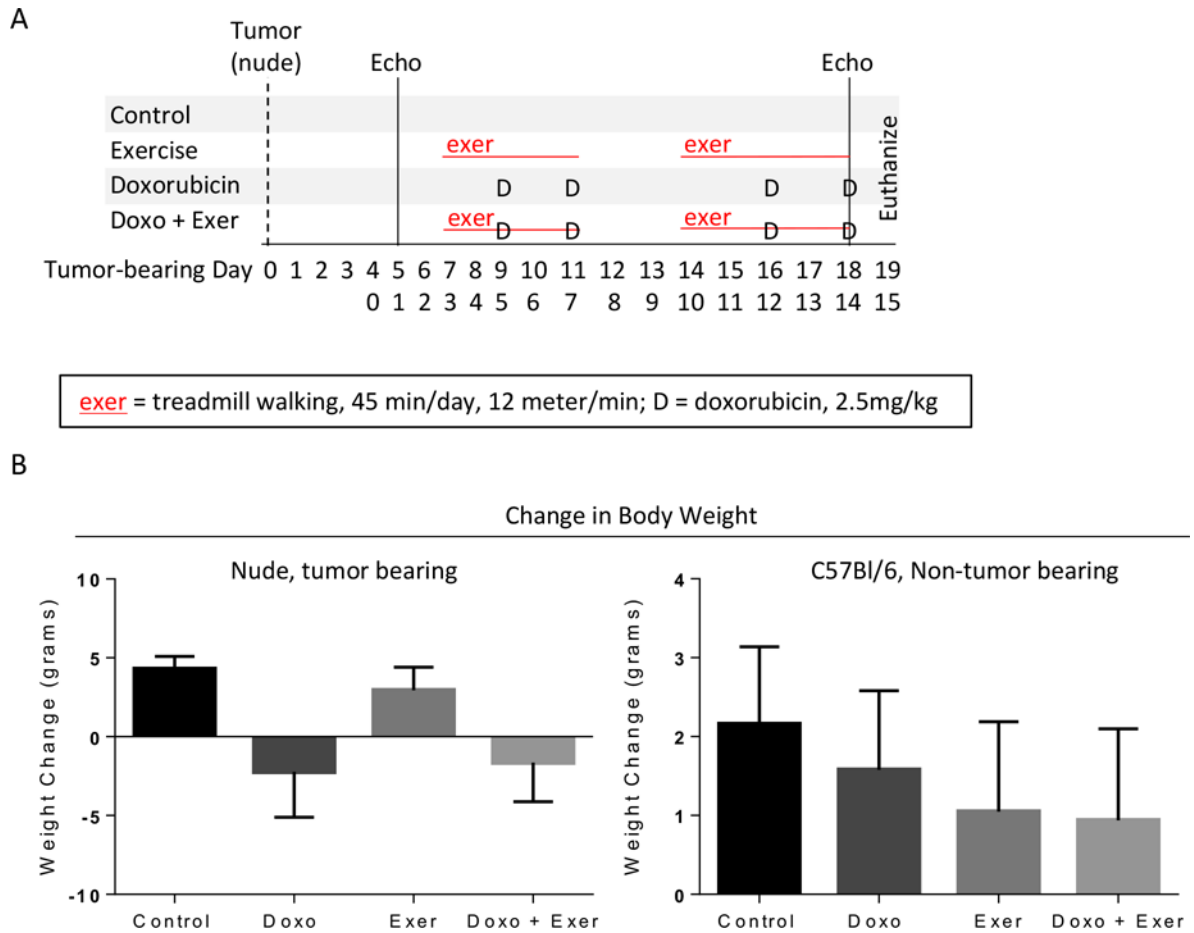 A
Tumor
(nude)
Echo
Echo
Control
Exercise
exer
exer
Doxorubicin
D D D D
Doxo + Exer
exer
D D
exer
D D
Euthanize
Tumor-bearing Day 0 1 2 3 4 5 6 7 8 9 10 11 12 13 14 15 16 17 18 19
0 1 2 3 4 5 6 7 8 9 10 11 12 13 14 15
exer = treadmill walking, 45 min/day, 12 meter/min; D = doxorubicin, 2.5mg/kg
B
Change in Body Weight
Nude, tumor bearing
Weight Change (grams)
10
5
0
-5
-10
Control Doxo Exer Doxo + Exer
C57Bl/6, Non-tumor bearing
Weight Change (grams)
4
3
2
1
0
Control Doxo Exer Doxo + Exer